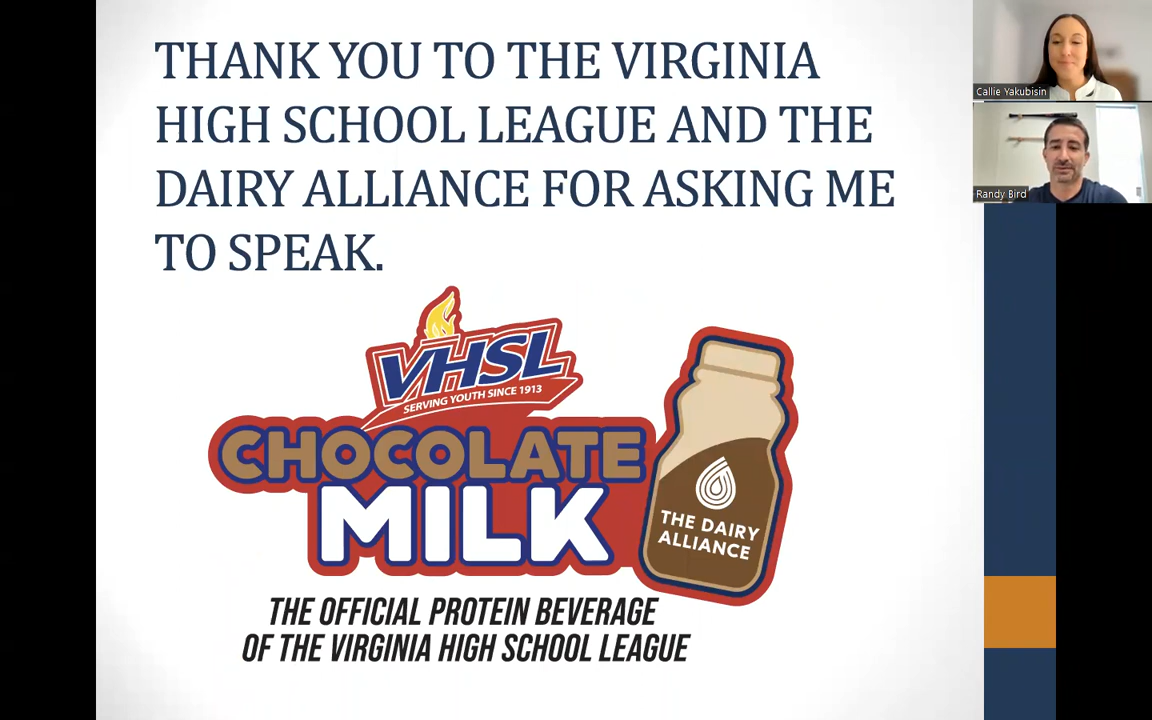 THANK YOU TO THE VIRGINIA
HIGH SCHOOL LEAGUE AND THE
DAIRY ALLIANCE FOR ASKING ME
TO SPEAK.
Callie Yakubisin
Randy Bird
VHSL
SERVING YOUTH SINCE 1913
CHOCOLATE
MILK
THE DAIRY
ALLIANCE
THE OFFICIAL PROTEIN BEVERAGE
OF THE VIRGINIA HIGH SCHOOL LEAGUE